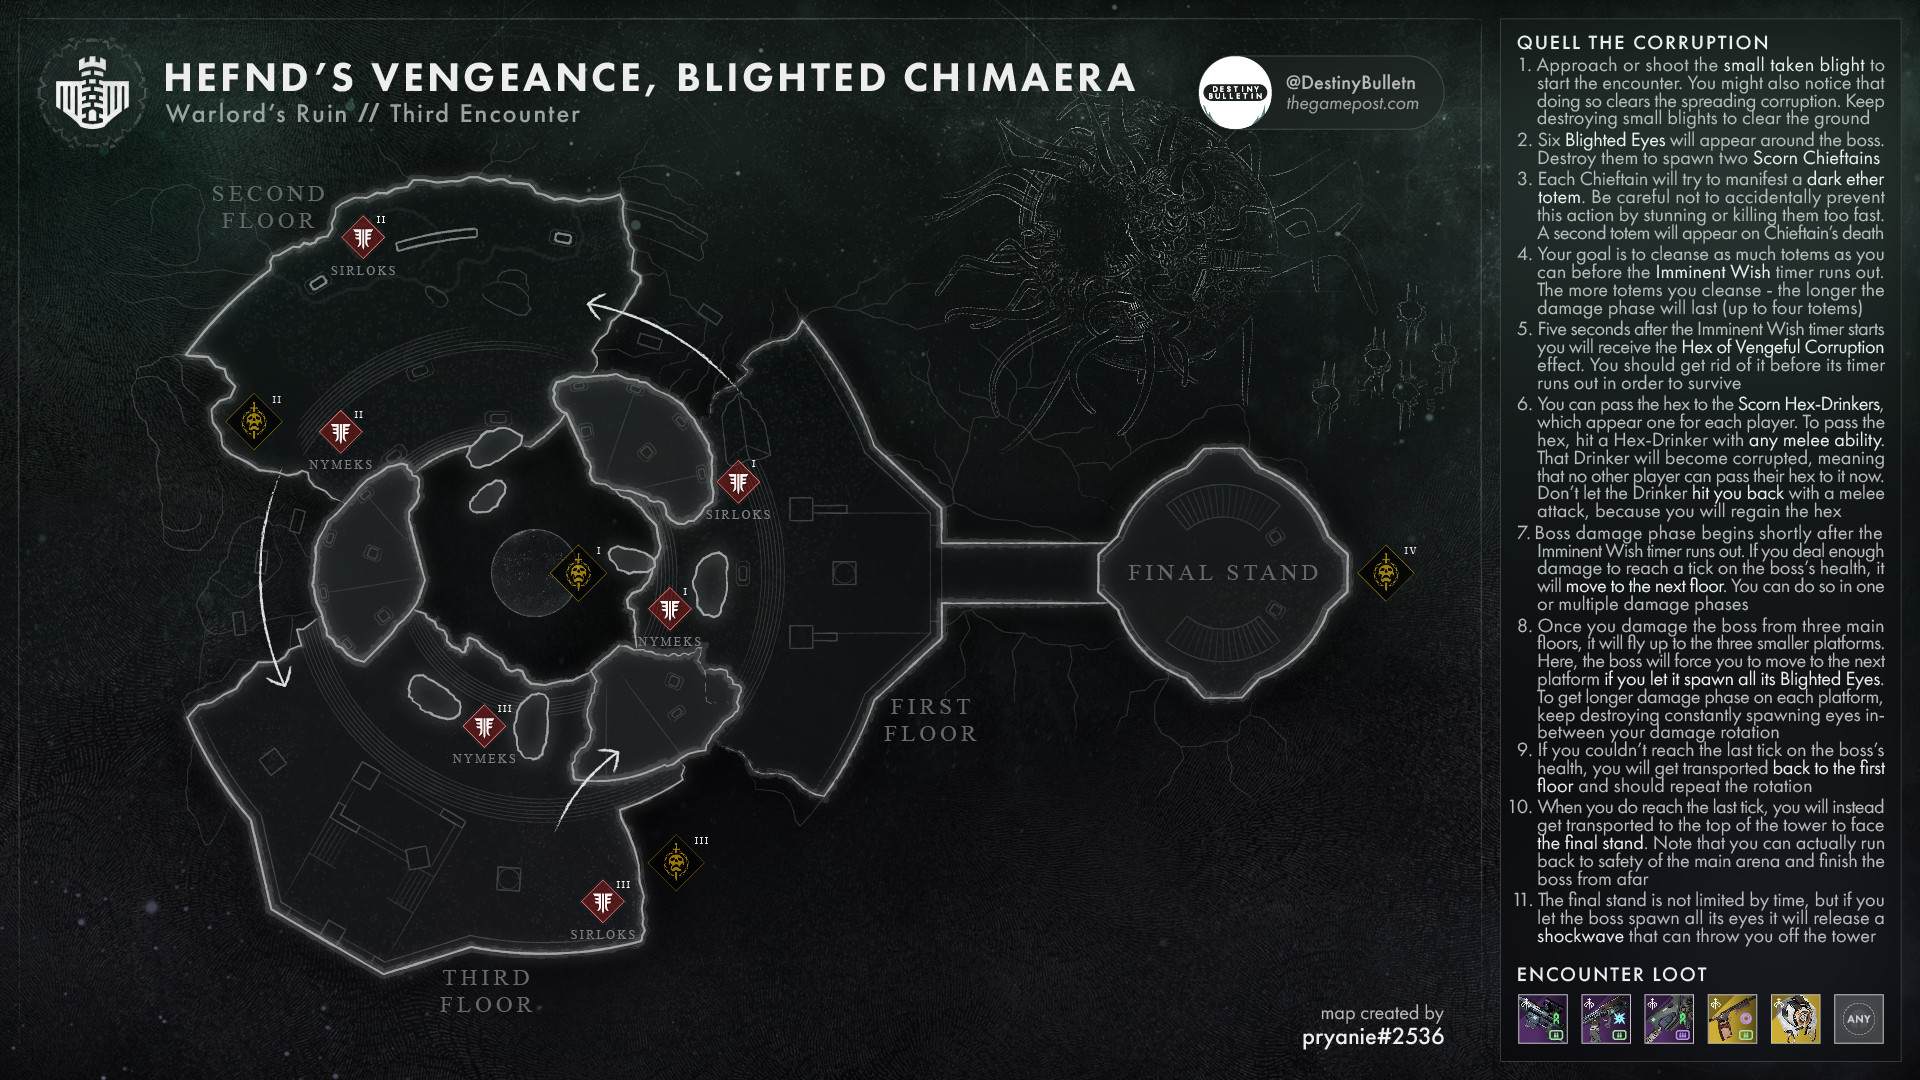 HEFND'S VENGEANCE, BLIGHTED CHIMAERA
Warlord's Ruin // Third Encounter
DESTINY
BULLETIN
@DestinyBulletn
thegamepost.com
SECOND
FLOOR
II
SIRLOKS
II
II
NYMEKS
I
SIRLOKS
I
I
NYMEKS
FINAL STAND
IV
FIRST
FLOOR
III
NYMEKS
III
III
SIRLOKS
THIRD
FLOOR
map created by
pryanie#2536
QUELL THE CORRUPTION
1. Approach or shoot the small taken blight to
start the encounter. You might also notice that
doing so clears the spreading corruption. Keep
destroying small blights to clear the ground
2. Six Blighted Eyes will appear around the boss.
Destroy them to spawn two Scorn Chieftains
3. Each Chieftain will try to manifest a dark ether
totem. Be careful not to accidentally prevent
this action by stunning or killing them too fast.
A second totem will appear on Chieftain's death
4. Your goal is to cleanse as much totems as you
can before the Imminent Wish timer runs out.
The more totems you cleanse - the longer the
damage phase will last (up to four totems)
5. Five seconds after the Imminent Wish timer starts
you will receive the Hex of Vengeful Corruption
effect. You should get rid of it before its timer
runs out in order to survive
6. You can pass the hex to the Scorn Hex-Drinkers,
which appear one for each player. To pass the
hex, hit a Hex-Drinker with any melee ability.
That Drinker will become corrupted, meaning
that no other player can pass their hex to it now.
Don't let the Drinker hit you back with a melee
attack, because you will regain the hex
7. Boss damage phase begins shortly after the
Imminent Wish timer runs out. If you deal enough
damage to reach a tick on the boss's health, it
will move to the next floor. You can do so in one
or multiple damage phases
8. Once you damage the boss from three main
floors, it will fly up to the three smaller platforms.
Here, the boss will force you to move to the next
platform if you let it spawn all its Blighted Eyes.
To get longer damage phase on each platform,
keep destroying constantly spawning eyes in-
between your damage rotation
9. If you couldn't reach the last tick on the boss's
health, you will get transported back to the first
floor and should repeat the rotation
10. When you do reach the last tick, you will instead
get transported to the top of the tower to face
the final stand. Note that you can actually run
back to safety of the main arena and finish the
boss from afar
11. The final stand is not limited by time, but if you
let the boss spawn all its eyes it will release a
shockwave that can throw you off the tower
ENCOUNTER LOOT
ANY